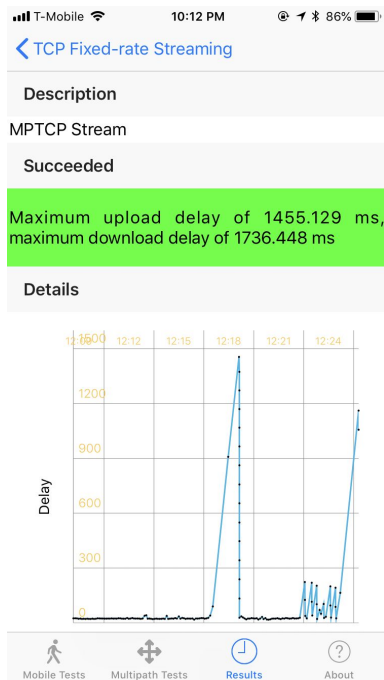 T-Mobile 10:12 PM 86%
TCP Fixed-rate Streaming
Description
MPTCP Stream
Succeeded
Maximum upload delay of 1455.129 ms,
maximum download delay of 1736.448 ms
Details
1500
12:12 12:15 12:18 12:21 12:24
1200
900
600
300
0
Delay
Mobile Tests Multipath Tests Results About